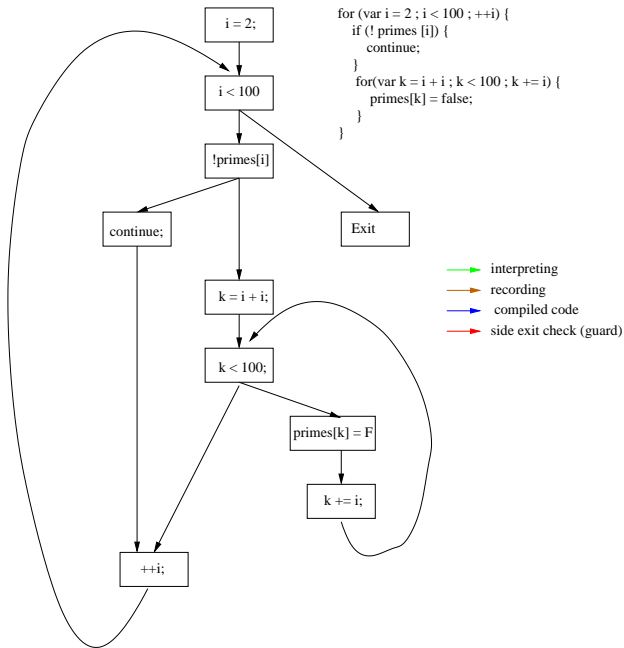 i = 2;
for (var i = 2 ; i < 100 ; ++i) {
if (! primes [i]) {
continue;
}
for(var k = i + i ; k < 100 ; k += i) {
primes[k] = false;
}
}
i < 100
!primes[i]
continue;
Exit
k = i + i;
k < 100;
primes[k] = F
k += i;
++i;
interpreting
recording
compiled code
side exit check (guard)